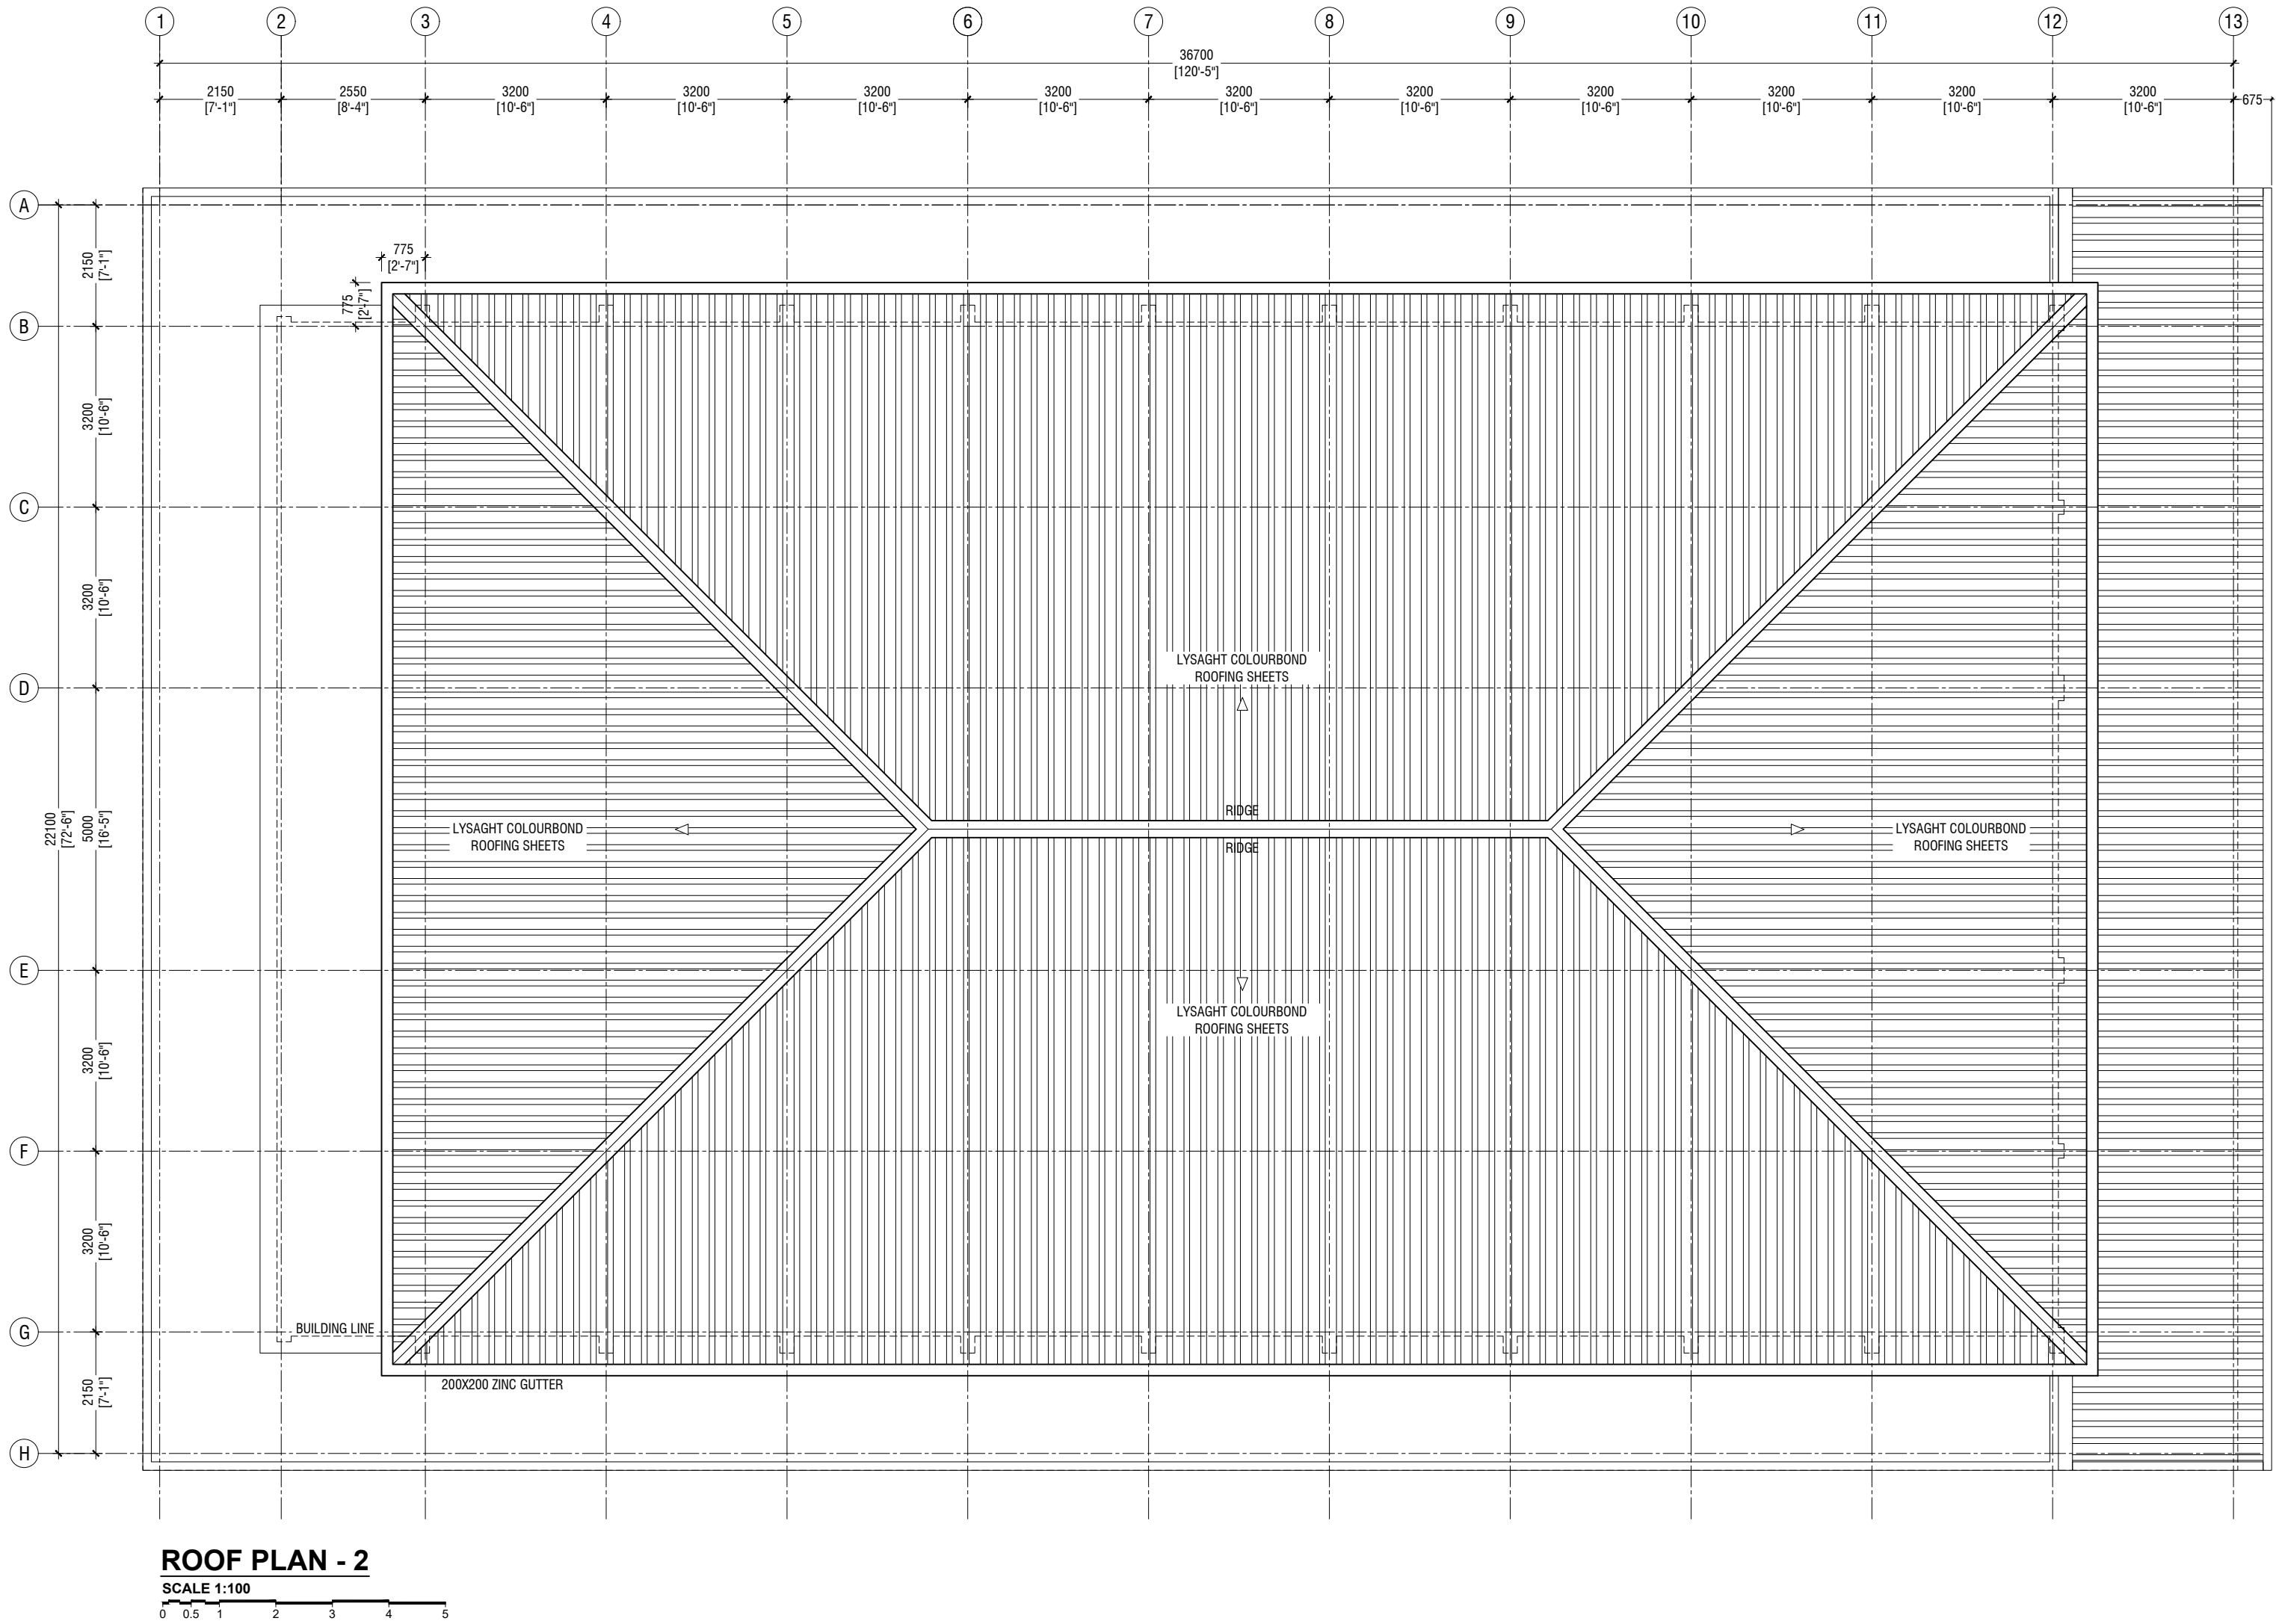 1 2 3 4 5 6 7 8 9 10 11 12 13
36700
[120'-5"]
2150 2550 3200 3200 3200 3200 3200 3200 3200 3200 3200 3200 675
[7'-1"] [8'-4"] [10'-6"] [10'-6"] [10'-6"] [10'-6"] [10'-6"] [10'-6"] [10'-6"] [10'-6"] [10'-6"] [10'-6"]
A
2150
[7'-1"]
775
[2'-7"]
775
[2'-7"]
B
3200
[10'-6"]
C
3200
[10'-6"]
D
LYSAGHT COLOURBOND
ROOFING SHEETS
RIDGE
22100
[72'-6"]
5000
[16'-5"]
LYSAGHT COLOURBOND
ROOFING SHEETS
RIDGE
LYSAGHT COLOURBOND
ROOFING SHEETS
E
LYSAGHT COLOURBOND
ROOFING SHEETS
3200
[10'-6"]
F
3200
[10'-6"]
G
BUILDING LINE
2150
[7'-1"]
200X200 ZINC GUTTER
H
ROOF PLAN - 2
SCALE 1:100
0 0.5 1 2 3 4 5